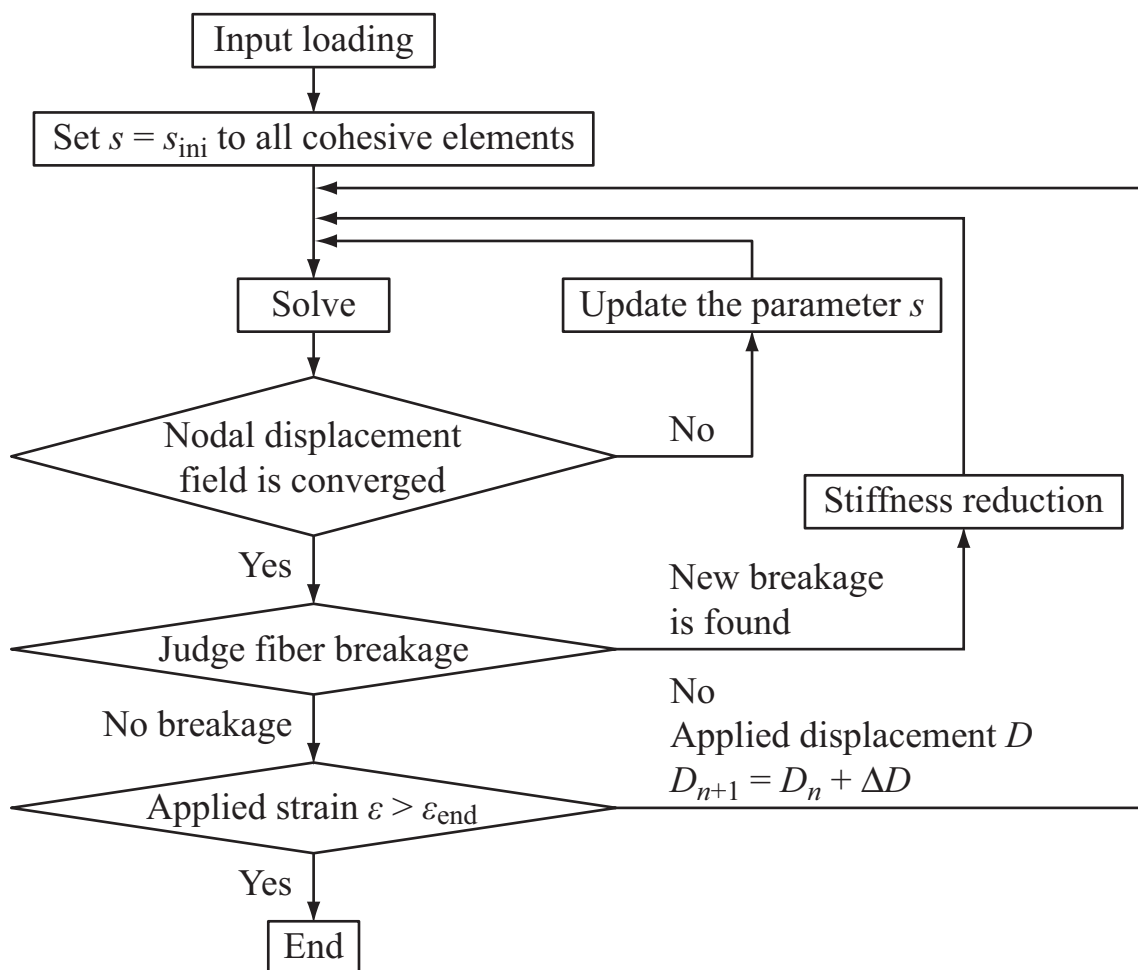 Input loading
Set s = s_ini to all cohesive elements
Solve
Update the parameter s
Nodal displacement
field is converged
No
Yes
Stiffness reduction
New breakage
is found
Judge fiber breakage
No breakage
No
Applied displacement D
D_{n+1} = D_n + ΔD
Applied strain ε > ε_end
Yes
End